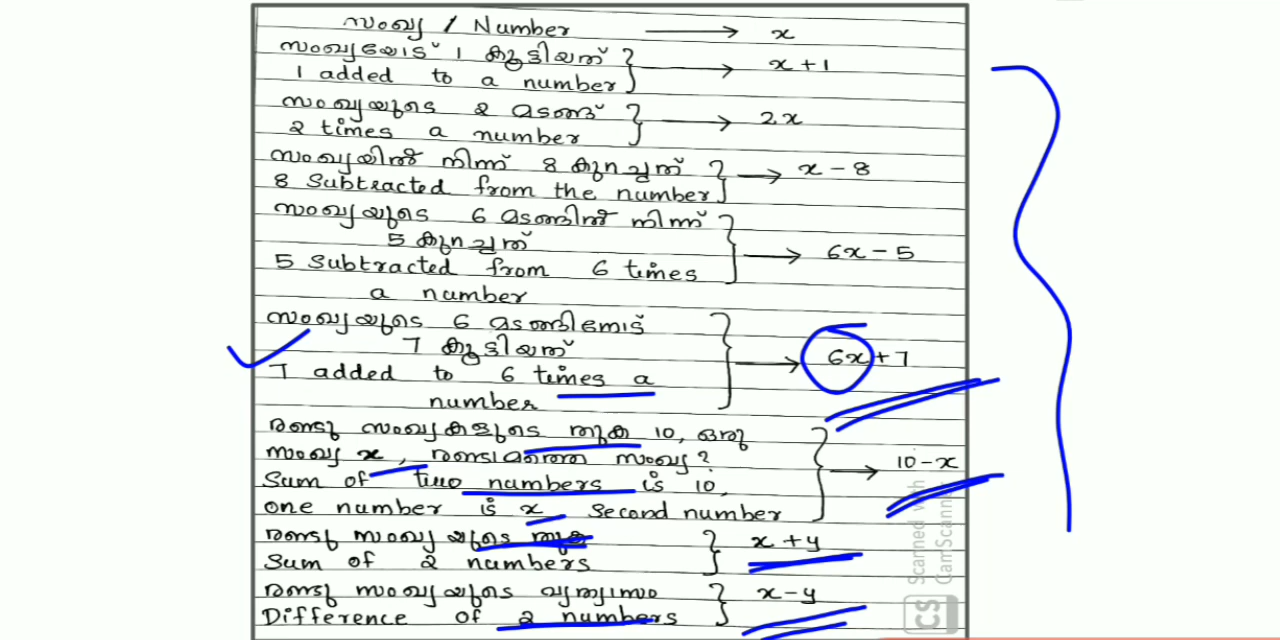 സംഖ്യ / Number → x
സംഖ്യയോട് 1 കൂട്ടിയത്
1 added to a number → x + 1
സംഖ്യയുടെ 2 മടങ്ങ്
2 times a number → 2x
സംഖ്യയിൽ നിന്ന് 8 കുറച്ചത്
8 Subtracted from the number → x - 8
സംഖ്യയുടെ 6 മടങ്ങിൽ നിന്ന്
5 കുറച്ചത്
5 Subtracted from 6 times → 6x - 5
a number
സംഖ്യയുടെ 6 മടങ്ങിനോട്
7 കൂട്ടിയത്
7 added to 6 times a → 6x + 7
number
രണ്ടു സംഖ്യകളുടെ തുക 10, ഒരു
സംഖ്യ x, രണ്ടാമത്തെ സംഖ്യ?
Sum of two numbers is 10, → 10 - x
one number is x Second number
രണ്ടു സംഖ്യയുടെ തുക
Sum of 2 numbers x + y
രണ്ടു സംഖ്യയുടെ വ്യത്യാസം
Difference of 2 numbers x - y
CS Scanned with
CamScanner